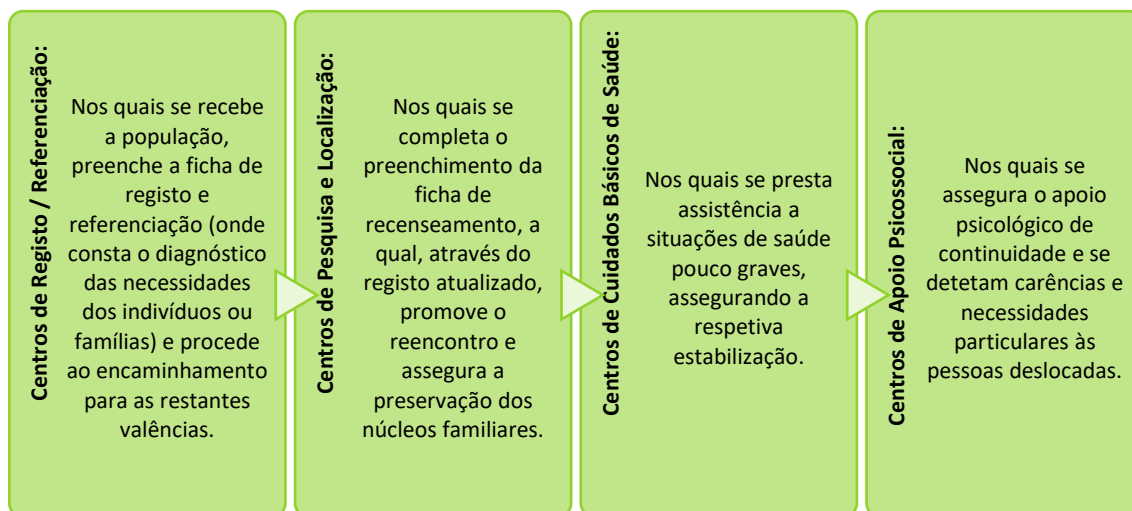 Centros de Registo / Referenciação:
Nos quais se recebe
a população,
preenche a ficha de
registo e
referenciação (onde
consta o diagnóstico
das necessidades
dos indivíduos ou
famílias) e procede
ao encaminhamento
para as restantes
valências.
Centros de Pesquisa e Localização:
Nos quais se
completa o
preenchimento da
ficha de
recenseamento, a
qual, através do
registo atualizado,
promove o
reencontro e
assegura a
preservação dos
núcleos familiares.
Centros de Cuidados Básicos de Saúde:
Nos quais se presta
assistência a
situações de saúde
pouco graves,
assegurando a
respetiva
estabilização.
Centros de Apoio Psicossocial:
Nos quais se
assegura o apoio
psicológico de
continuidade e se
detetam carências e
necessidades
particulares às
pessoas deslocadas.